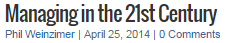 Managing in the 21st Century
Phil Weinzimer | April 25, 2014 | 0 Comments